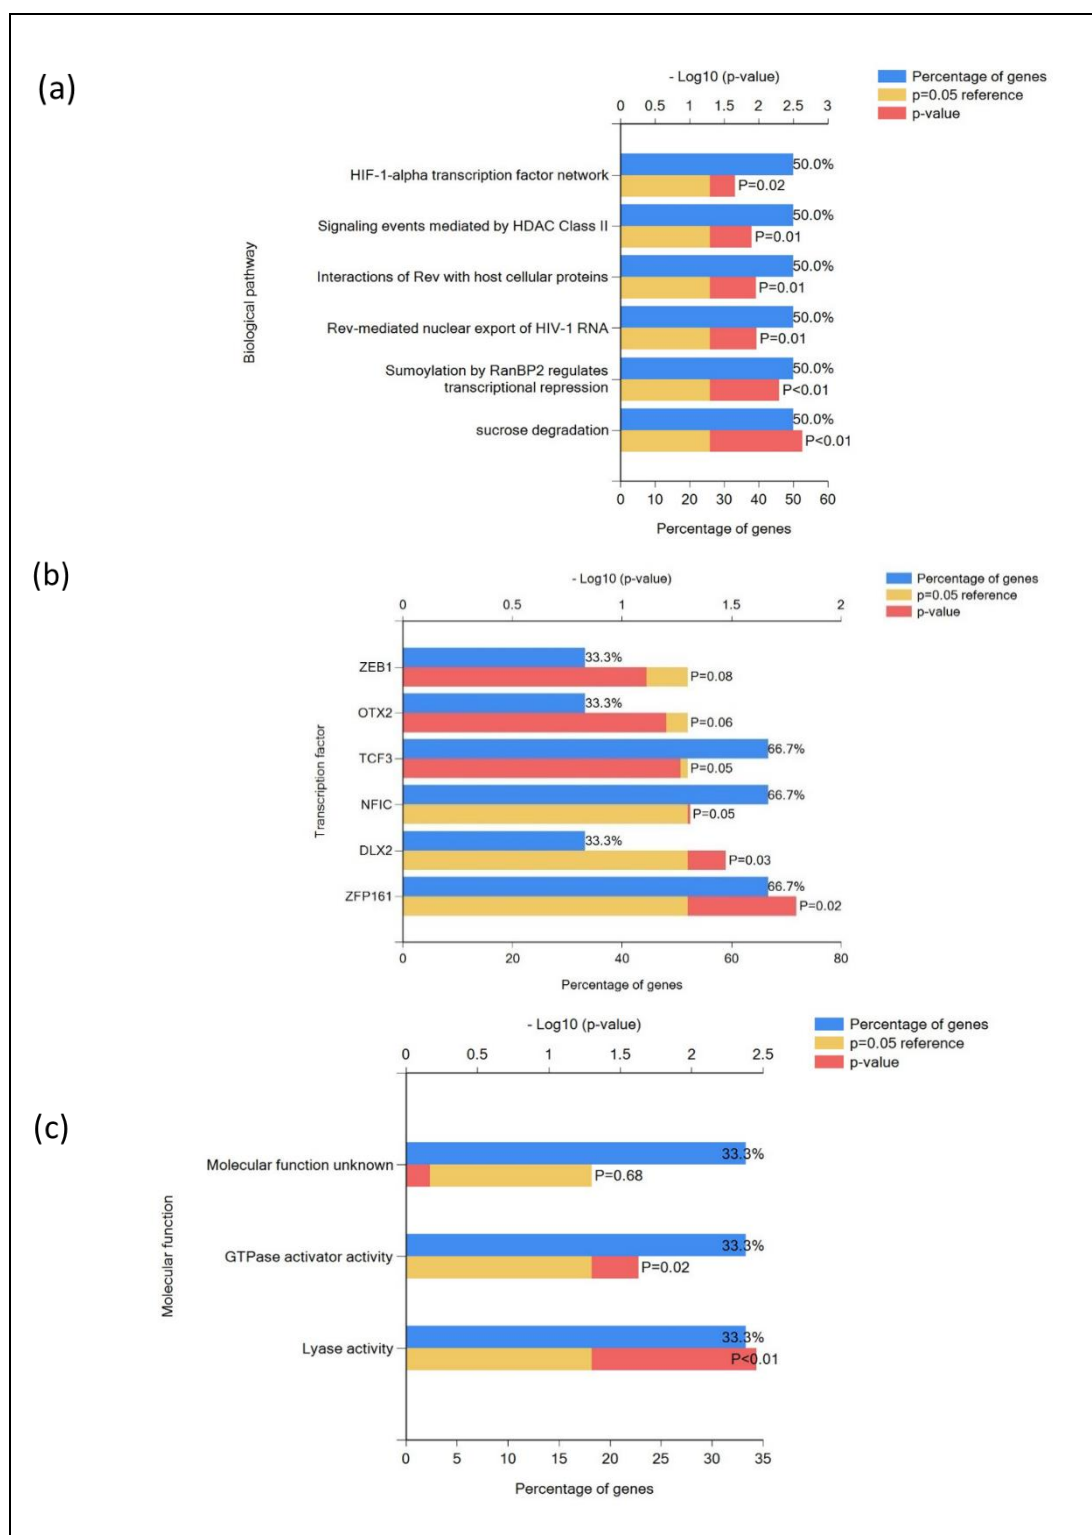 (a)
- Log10 (p-value)
0 0.5 1 1.5 2 2.5 3
Percentage of genes
p=0.05 reference
p-value
Biological pathway
HIF-1-alpha transcription factor network
50.0%
P=0.02
Signaling events mediated by HDAC Class II
50.0%
P=0.01
Interactions of Rev with host cellular proteins
50.0%
P=0.01
Rev-mediated nuclear export of HIV-1 RNA
50.0%
P=0.01
Sumoylation by RanBP2 regulates
transcriptional repression
50.0%
P<0.01
sucrose degradation
50.0%
P<0.01
0 10 20 30 40 50 60
Percentage of genes
(b)
- Log10 (p-value)
0 0.5 1 1.5 2
Percentage of genes
p=0.05 reference
p-value
Transcription factor
ZEB1
33.3%
P=0.08
OTX2
33.3%
P=0.06
TCF3
66.7%
P=0.05
NFIC
66.7%
P=0.05
DLX2
33.3%
P=0.03
ZFP161
66.7%
P=0.02
0 20 40 60 80
Percentage of genes
(c)
- Log10 (p-value)
0 0.5 1 1.5 2 2.5
Percentage of genes
p=0.05 reference
p-value
Molecular function
Molecular function unknown
33.3%
P=0.68
GTPase activator activity
33.3%
P=0.02
Lyase activity
33.3%
P<0.01
0 5 10 15 20 25 30 35
Percentage of genes